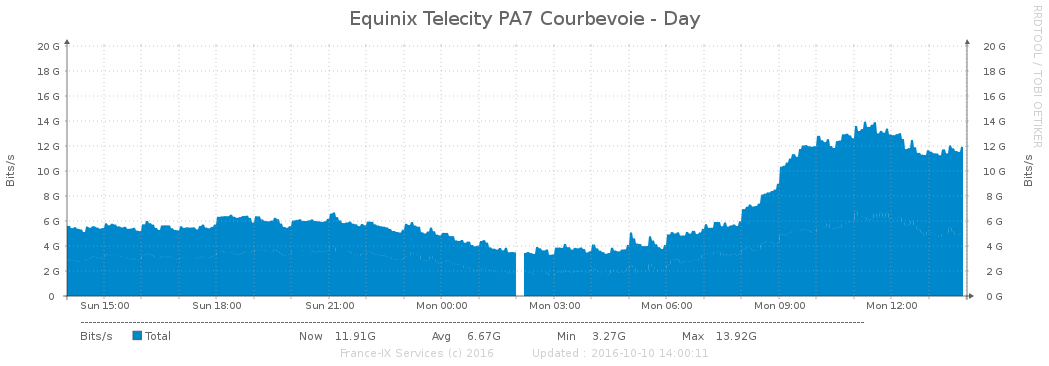 Equinix Telecity PA7 Courbevoie - Day
RRDTOOL / TOBI OETIKER
Bits/s
Bits/s
20 G 20 G
18 G 18 G
16 G 16 G
14 G 14 G
12 G 12 G
10 G 10 G
8 G 8 G
6 G 6 G
4 G 4 G
2 G 2 G
0 0 G
Sun 15:00 Sun 18:00 Sun 21:00 Mon 00:00 Mon 03:00 Mon 06:00 Mon 09:00 Mon 12:00
Bits/s Total Now 11.91G Avg 6.67G Min 3.27G Max 13.92G
France-IX Services (c) 2016 Updated : 2016-10-10 14:00:11